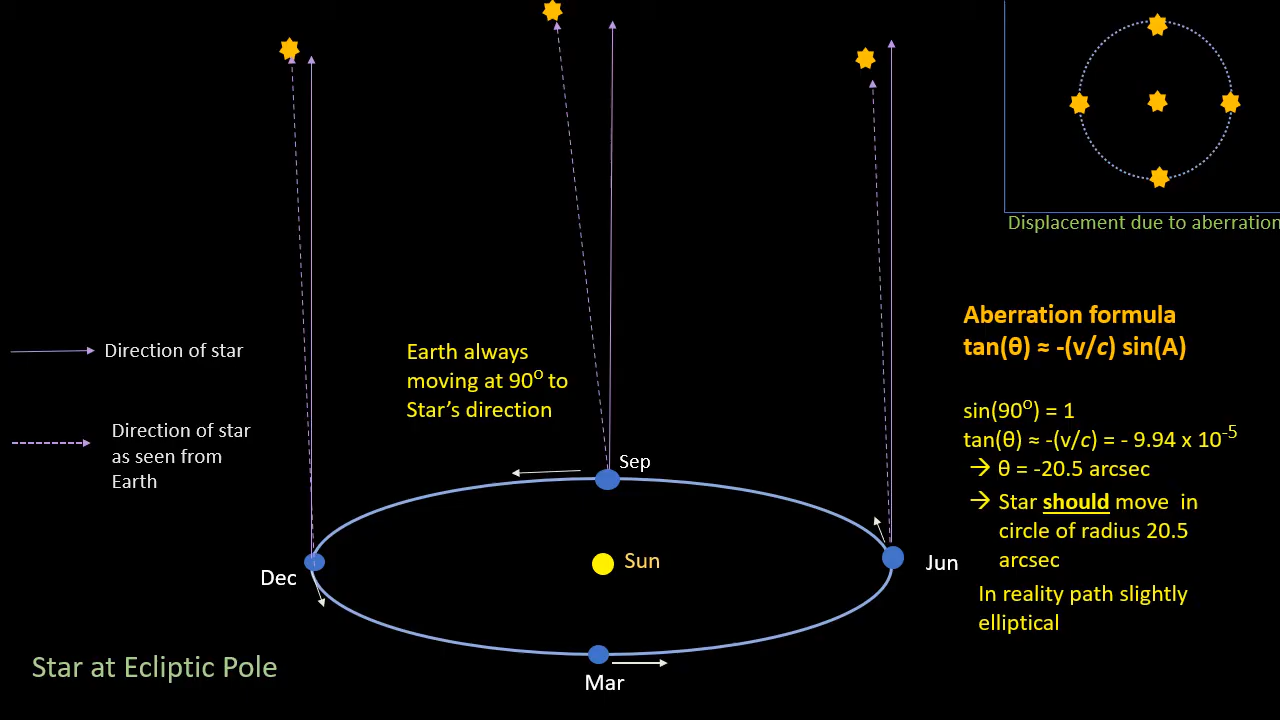 Displacement due to aberration
Aberration formula
tan(θ) ≈ -(v/c) sin(A)
Direction of star
Earth always
moving at 90° to
Star’s direction
sin(90°) = 1
tan(θ) ≈ -(v/c) = - 9.94 x 10⁻⁵
→ θ = -20.5 arcsec
→ Star should move in
circle of radius 20.5
arcsec
In reality path slightly
elliptical
Direction of star
as seen from
Earth
Sep
Sun
Dec
Jun
Mar
Star at Ecliptic Pole